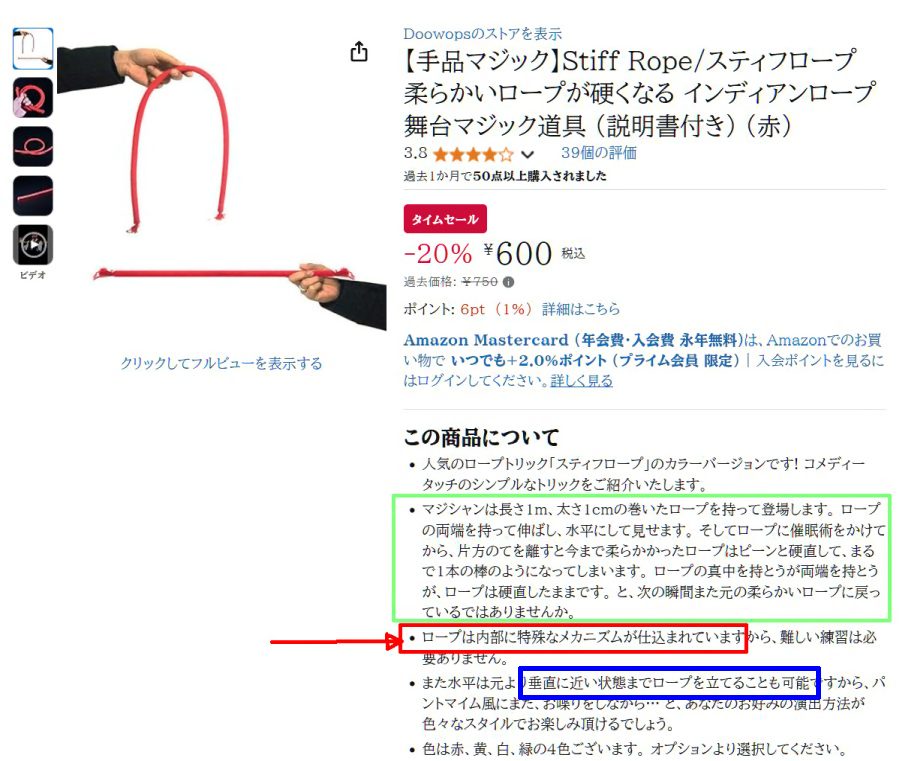 Doowopsのストアを表示
【手品マジック】Stiff Rope/スティフロープ
柔らかいロープが硬くなる インディアンロープ
舞台マジック道具 (説明書付き) (赤)
3.8 39個の評価
過去1か月で50点以上購入されました
タイムセール
-20% ¥600 税込
過去価格: ¥750
ポイント: 6pt (1%) 詳細はこちら
Amazon Mastercard (年会費・入会費 永年無料)は、Amazonでのお買
い物で いつでも+2.0%ポイント (プライム会員 限定) | 入会ポイントを見るに
はログインしてください。詳しく見る
ビデオ
クリックしてフルビューを表示する
この商品について
• 人気のロープトリック「スティフロープ」のカラーバージョンです! コメディー
タッチのシンプルなトリックをご紹介いたします。
• マジシャンは長さ1m、太さ1cmの巻いたロープを持って登場します。ロープ
の両端を持って伸ばし、水平にして見せます。そしてロープに催眠術をかけて
から、片方のてを離すと今まで柔らかかったロープはピーンと硬直して、まる
で1本の棒のようになってしまいます。ロープの真中を持とうが両端を持とう
が、ロープは硬直したままです。と、次の瞬間また元の柔らかいロープに戻っ
ているではありませんか。
• ロープは内部に特殊なメカニズムが仕込まれていますから、難しい練習は必
要ありません。
• また水平は元より垂直に近い状態までロープを立てることも可能ですから、パ
ントマイム風にまた、お喋りをしながら… と、あなたのお好みの演出方法が
色々なスタイルでお楽しみ頂けるでしょう。
• 色は赤、黄、白、緑の4色ございます。オプションより選択してください。